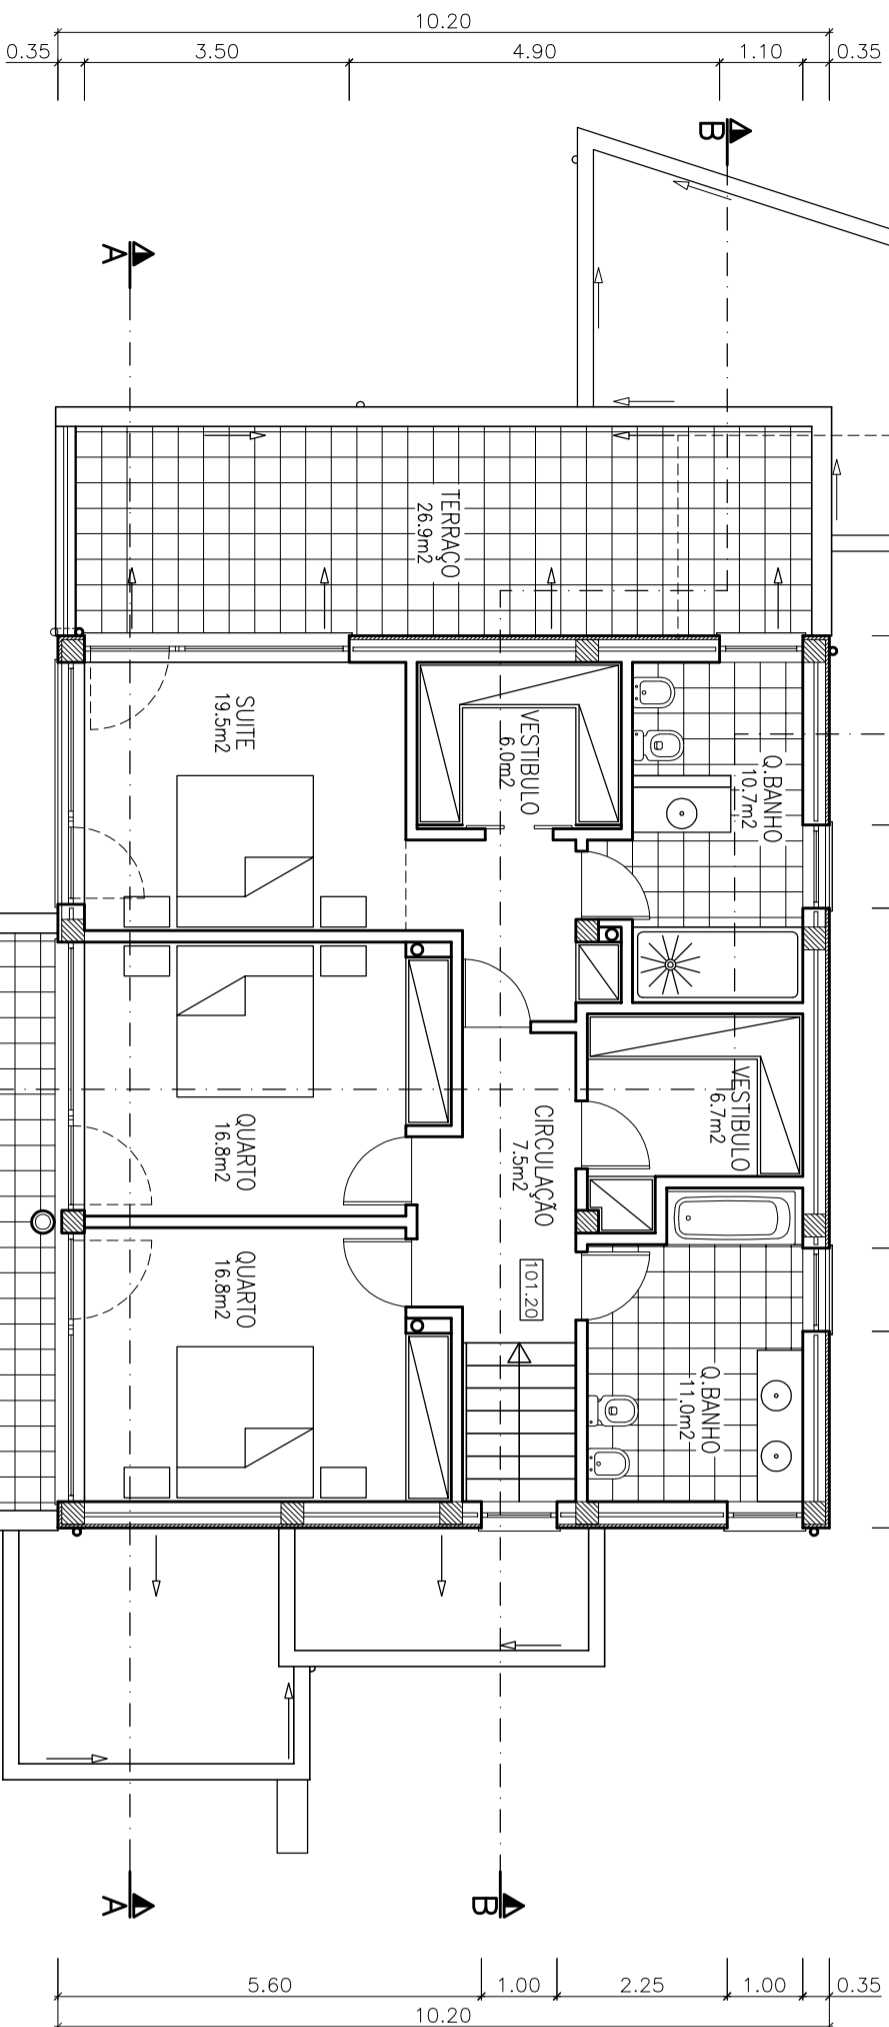 10.20
0.35 3.50 4.90 1.10 0.35
B
A
TERRAÇO
26.9m2
SUITE
19.5m2
VESTIBULO
6.0m2
Q.BANHO
10.7m2
QUARTO
16.8m2
CIRCULAÇÃO
7.5m2
VESTIBULO
6.7m2
QUARTO
16.8m2
101.20
Q.BANHO
11.0m2
A
B
5.60 1.00 2.25 1.00 0.35
10.20